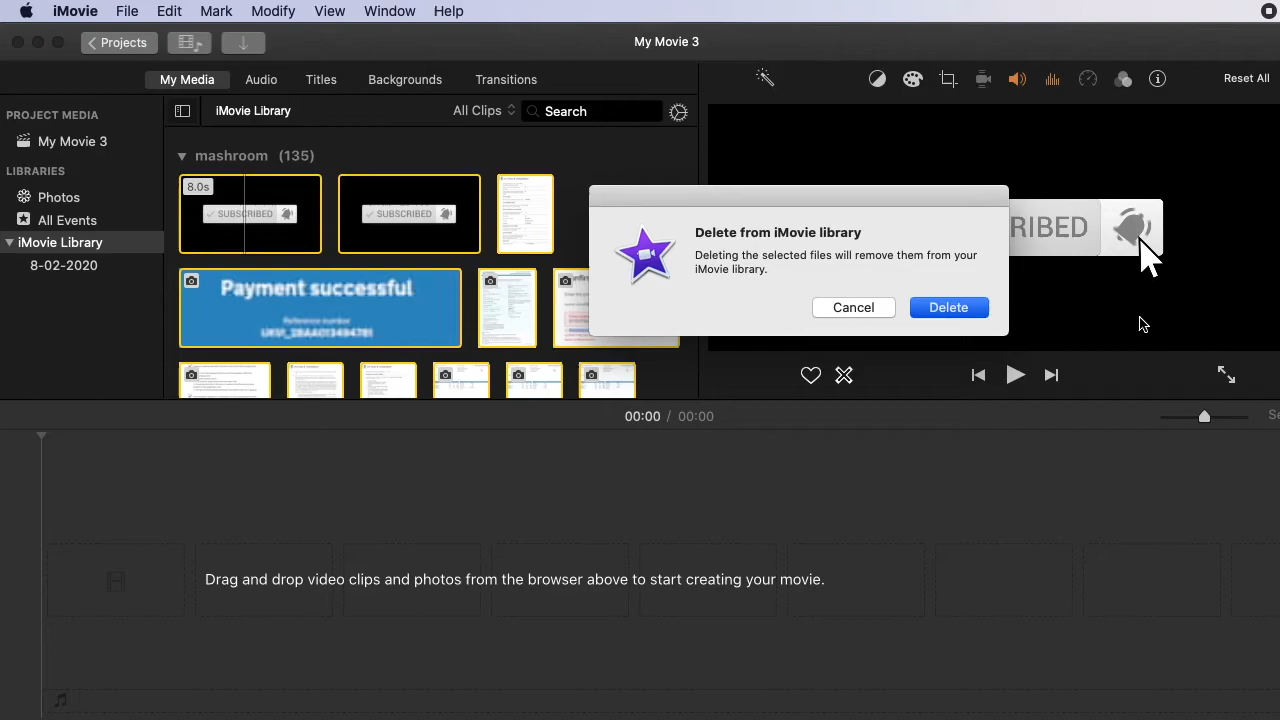 iMovie File Edit Mark Modify View Window Help
Projects
My Movie 3
My Media Audio Titles Backgrounds Transitions
Reset All
PROJECT MEDIA
My Movie 3
LIBRARIES
Photos
All Events
iMovie Library
8-09-2020
iMovie Library
All Clips
Search
mashroom (135)
8.0s
SUBSCRIBED
SUBSCRIBED
RIBED
Payment successful
Reference number
Delete from iMovie library
Deleting the selected files will remove them from your
iMovie library.
Cancel
Delete
00:00 / 00:00
Drag and drop video clips and photos from the browser above to start creating your movie.